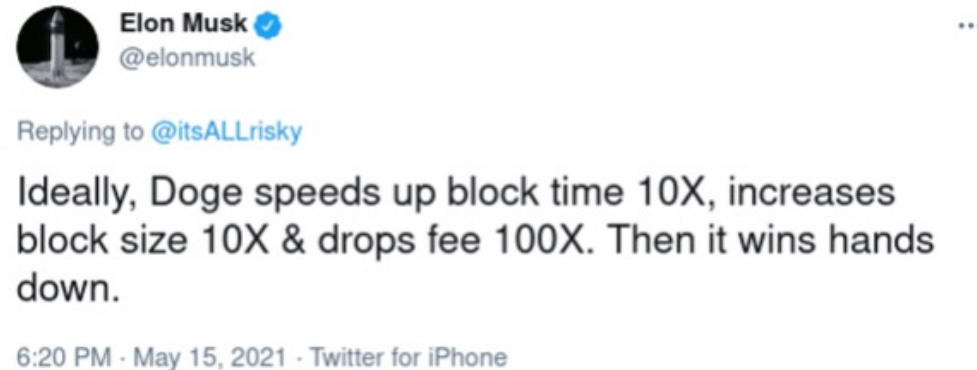 Elon Musk
@elonmusk
Replying to @itsALLrisky
Ideally, Doge speeds up block time 10X, increases
block size 10X & drops fee 100X. Then it wins hands
down.
6:20 PM · May 15, 2021 · Twitter for iPhone